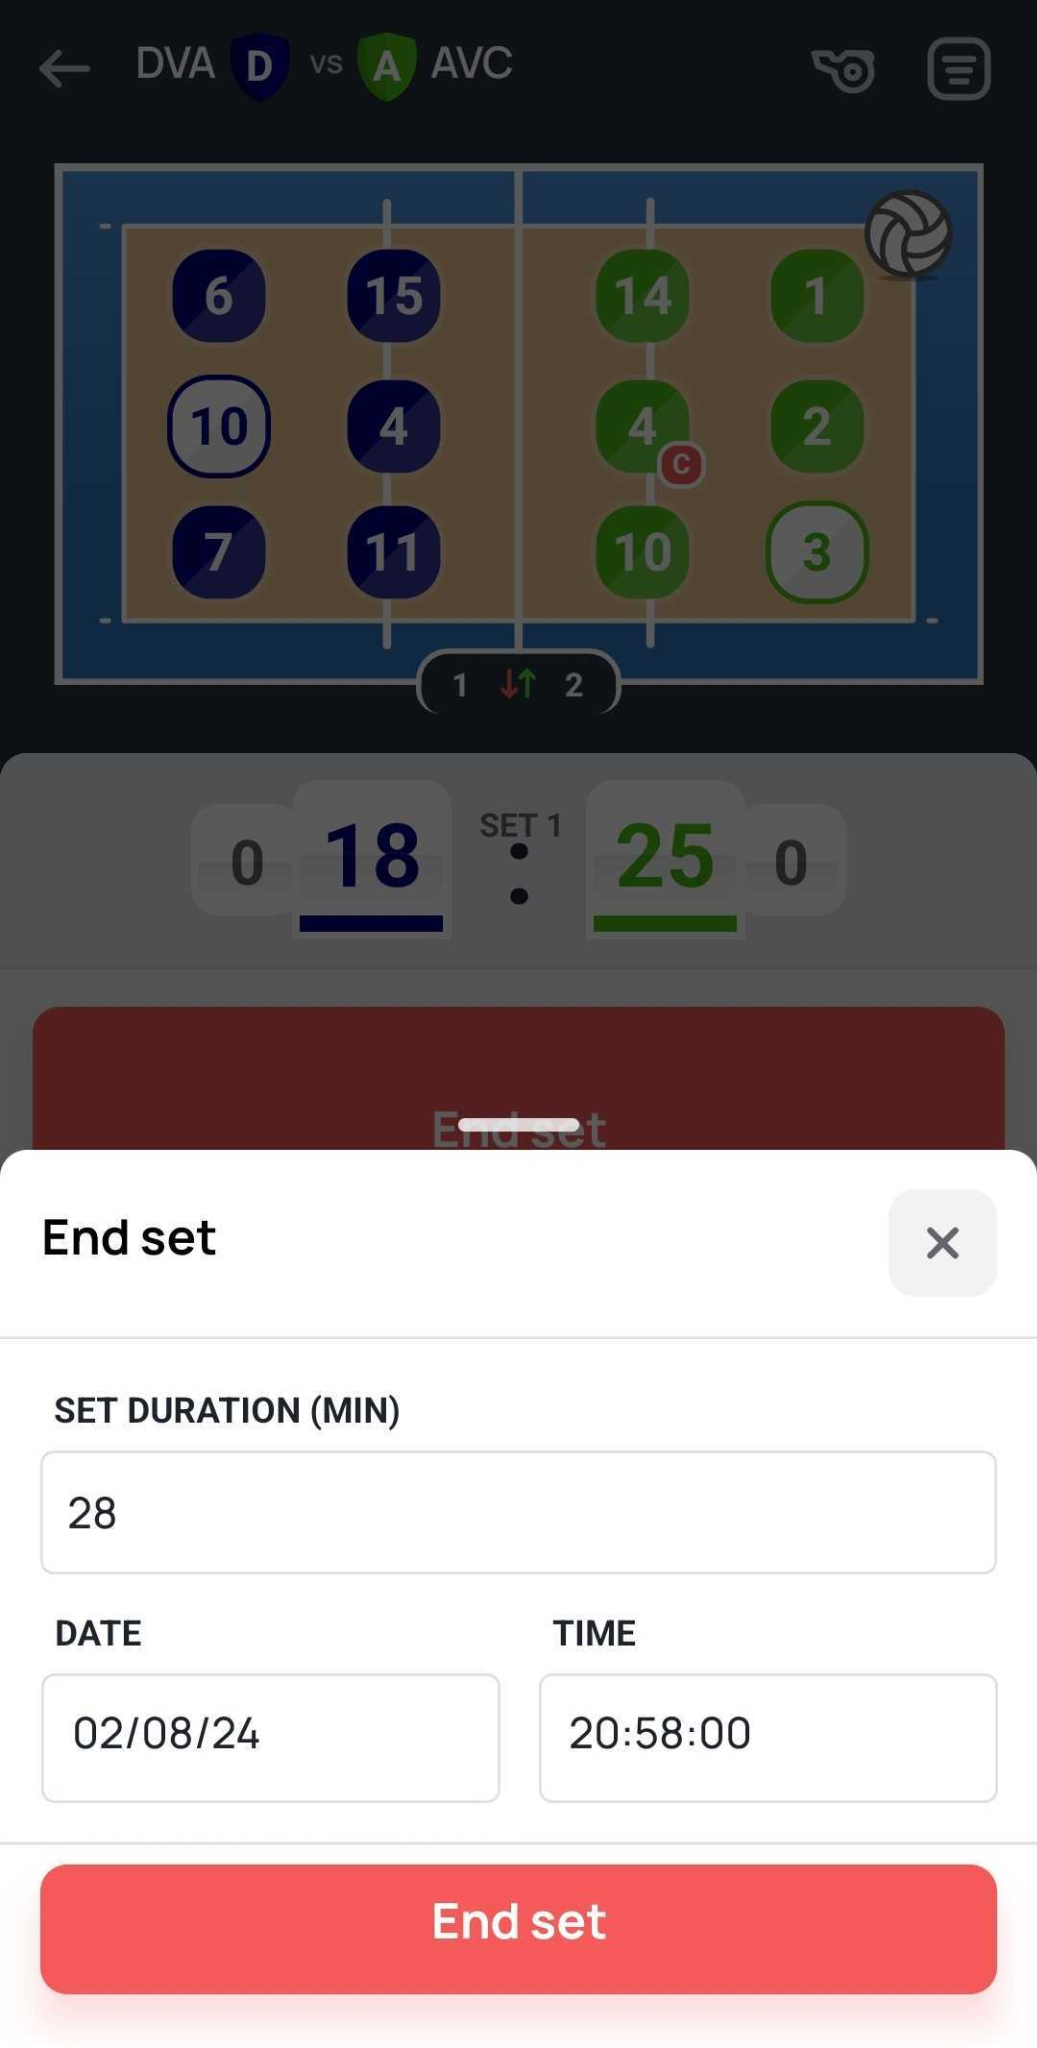 DVA D vs A AVC
6 15 14 1
10 4 4 2
C
7 11 10 3
1 2
SET 1
0 18 : 25 0
End set
End set
SET DURATION (MIN)
28
DATE TIME
02/08/24 20:58:00
End set